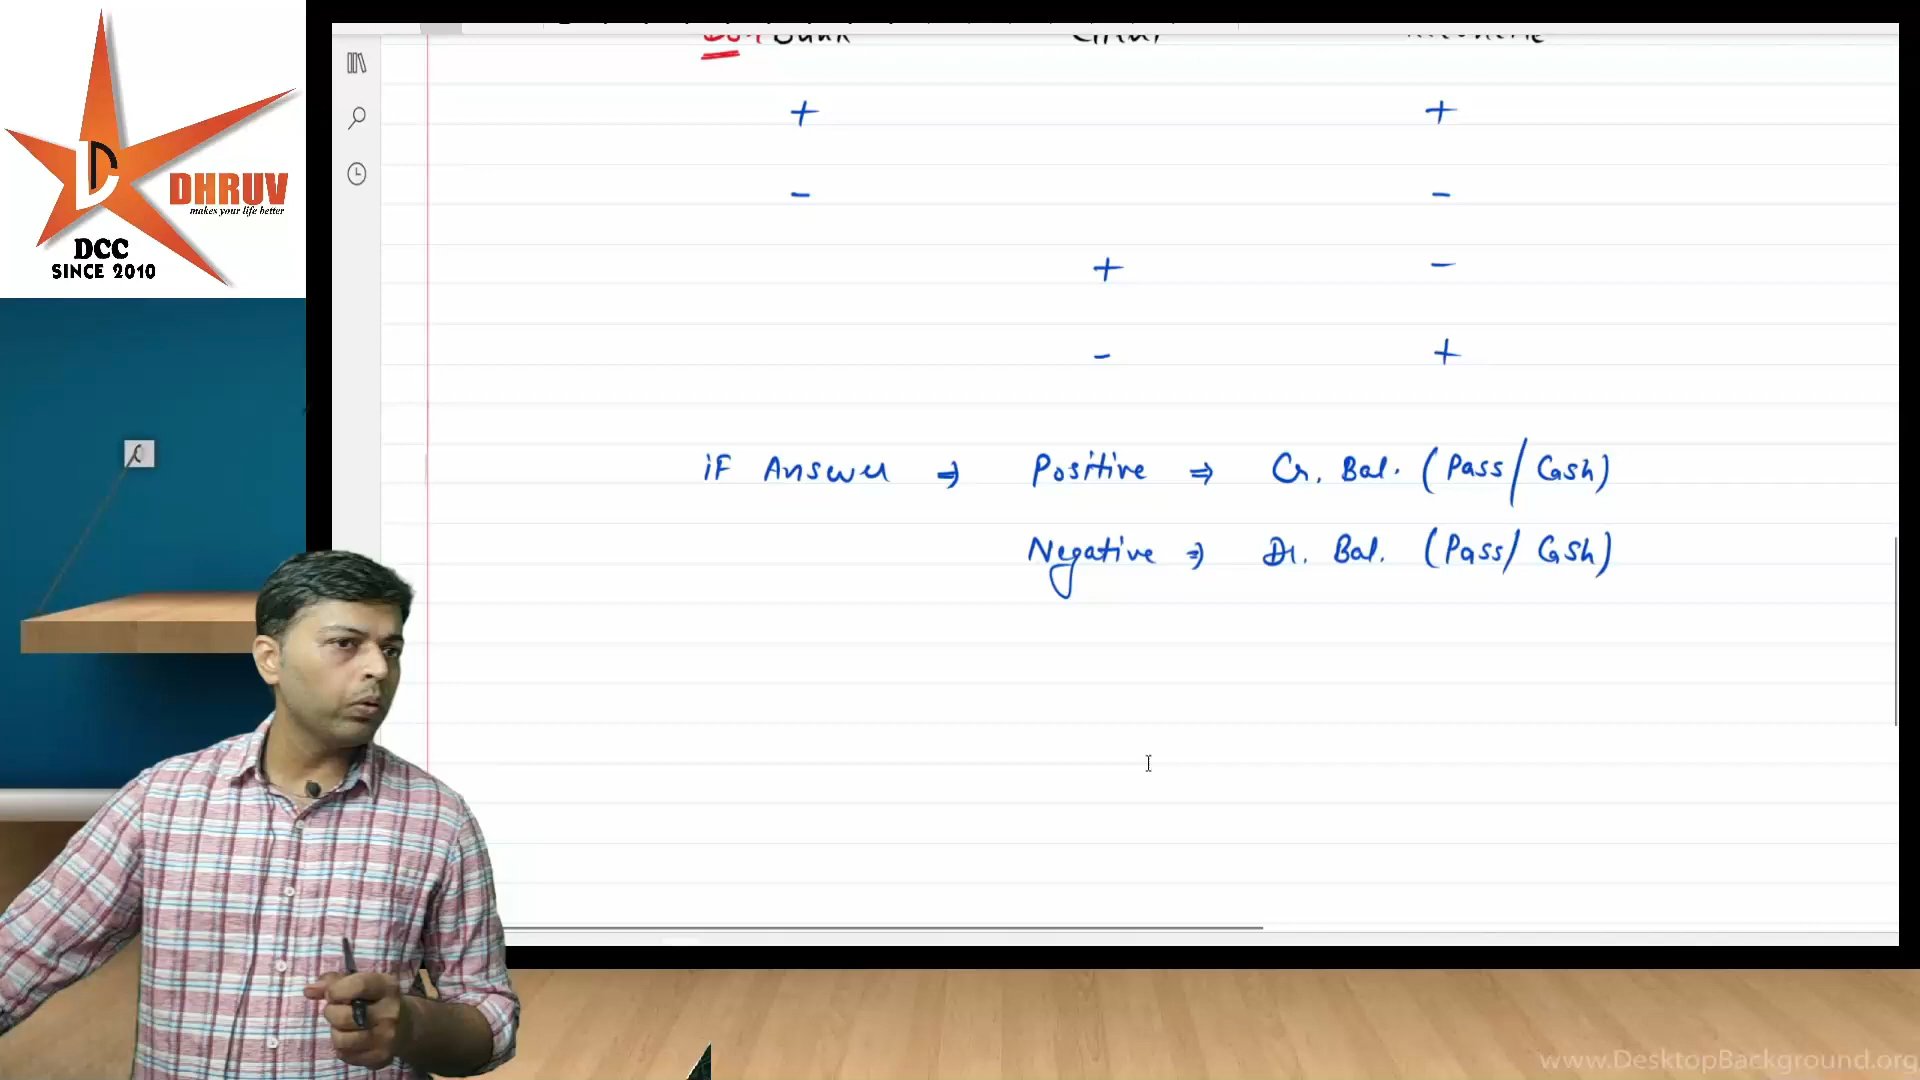 DHRUV
makes your life better
DCC
SINCE 2010
+ +
- -
+ -
- +
if Answer ⇒ Positive ⇒ Cr. Bal. (Pass/Cash)
Negative ⇒ Dr. Bal. (Pass/Cash)
www.DesktopBackground.org